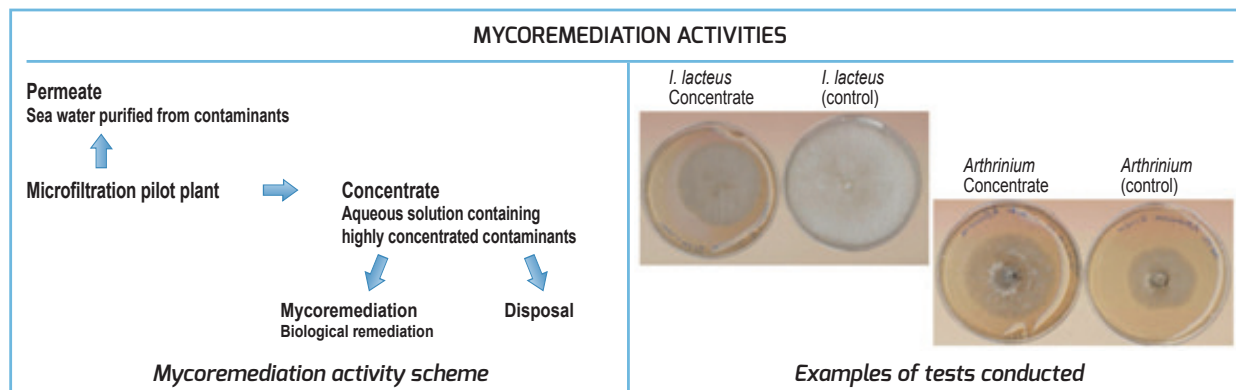 MYCOREMEDIATION ACTIVITIES
Permeate
Sea water purified from contaminants
Microfiltration pilot plant
Concentrate
Aqueous solution containing
highly concentrated contaminants
Mycoremediation
Biological remediation
Disposal
Mycoremediation activity scheme
I. lacteus
Concentrate
I. lacteus
(control)
Arthrinium
Concentrate
Arthrinium
(control)
Examples of tests conducted